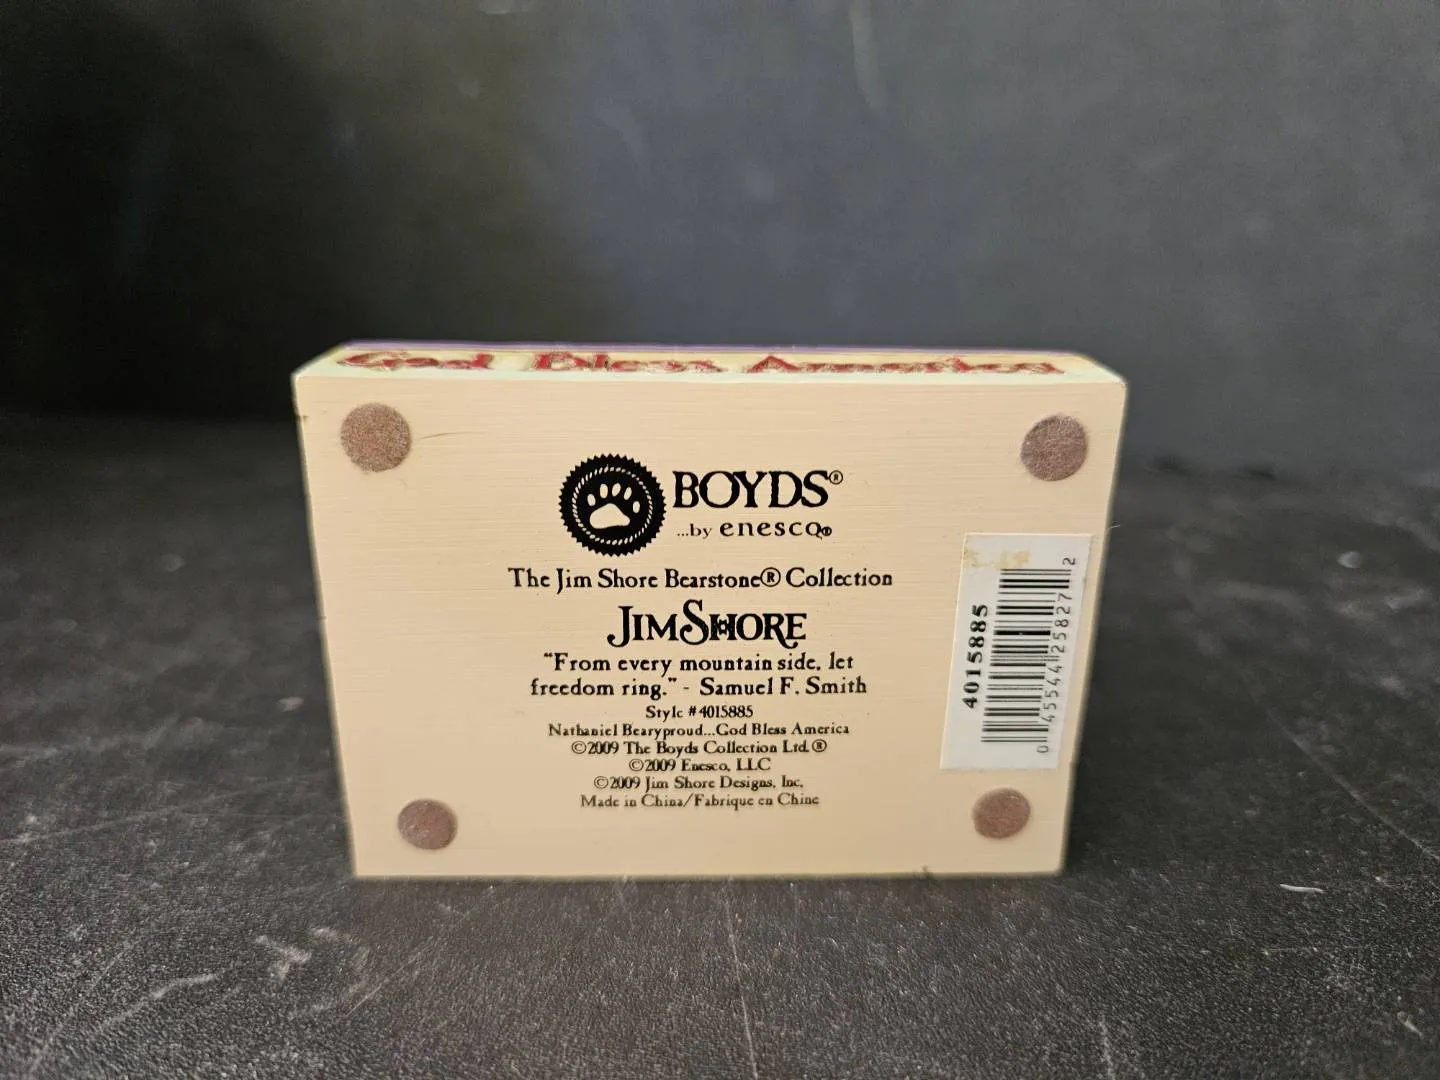 God Bless America
BOYDS®
...by enesco®
The Jim Shore Bearstone® Collection
JIM SHORE
“From every mountain side, let
freedom ring.” - Samuel F. Smith
Style #4015885
Nathaniel Bearyproud...God Bless America
©2009 The Boyds Collection Ltd.®
©2009 Enesco, LLC
©2009 Jim Shore Designs, Inc.
Made in China/Fabrique en Chine
4015885
0 45544 25827 2